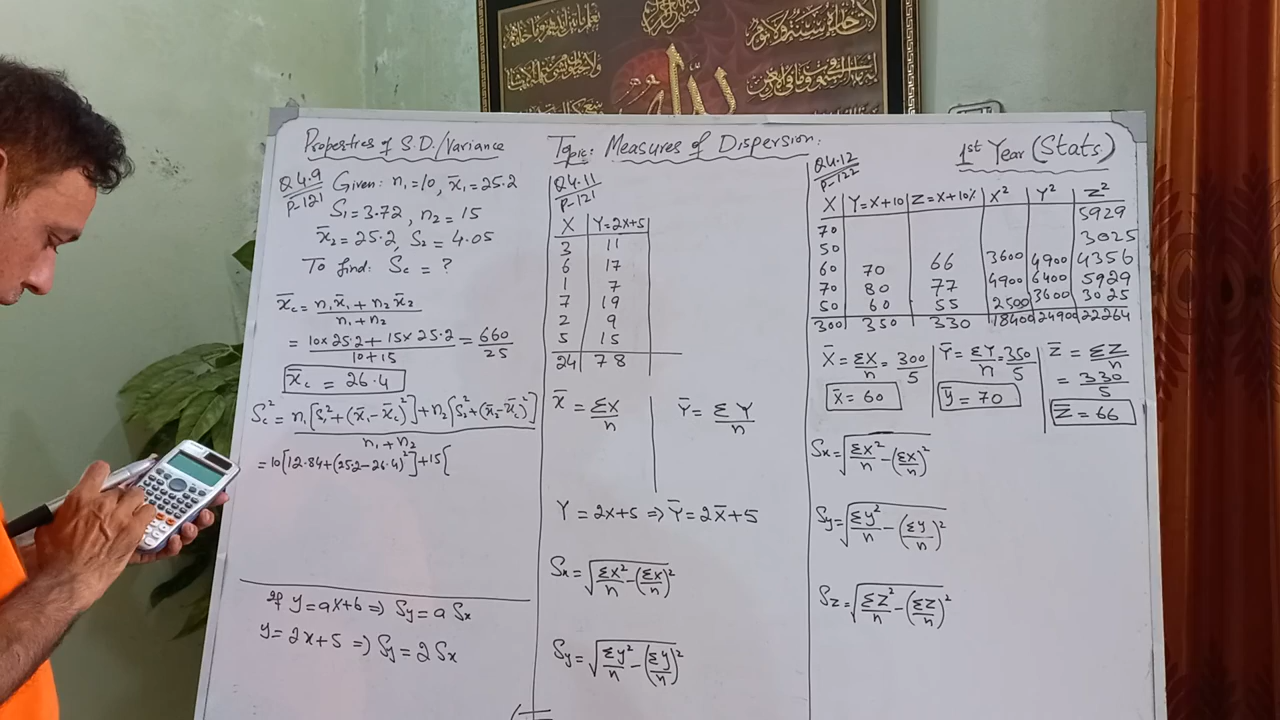 Properties of S.D/Variance
Q4.9
P-121
Given: n₁=10, x̄₁=25.2
S₁=3.72, n₂=15
x̄₂=25.2, S₂=4.05
To find: Sc = ?
x̄c = n₁x̄₁+n₂x̄₂ / n₁+n₂
= 10×25.2+15×25.2 / 10+15 = 660/25
x̄c = 26.4
Sc² = n₁[S₁²+(x̄₁-x̄c)²]+n₂[S₂²+(x̄₂-x̄c)²] / n₁+n₂
=10[12.84+(25.2-26.4)²]+15[
If y=ax+b ⇒ Sy=a Sx
y=2x+5 ⇒ Sy=2Sx
Topic: Measures of Dispersion.
Q4.11
P-121
X Y=2x+5
3 11
6 17
1 7
7 19
2 9
5 15
24 78
x̄ = ΣX/n Ȳ = ΣY/n
Y=2x+5 ⇒ Ȳ=2x̄+5
Sx=√Σx²/n-(Σx/n)²
Sy=√Σy²/n-(Σy/n)²
1st Year (Stats.)
Q4.12
P-122
X Y=X+10 Z=X+10% X² Y² Z²
70 5929
50 3025
60 70 66 3600 4900 4356
70 80 77 4900 6400 5929
50 60 55 2500 3600 3025
300 350 330 18400 24900 22264
X̄=ΣX/n=300/5 Ȳ=ΣY/n=350/5 Z̄=ΣZ/n
=330/5
X̄=60 ȳ=70 Z̄=66
Sx=√Σx²/n-(Σx/n)²
Sy=√Σy²/n-(Σy/n)²
Sz=√Σz²/n-(Σz/n)²